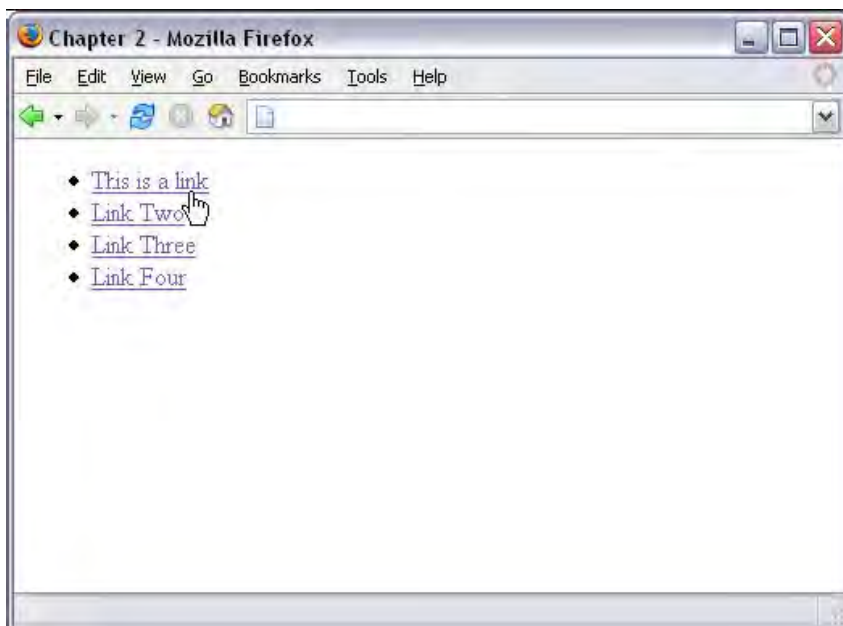 Chapter 2 - Mozilla Firefox
File Edit View Go Bookmarks Tools Help
This is a link
Link Two
Link Three
Link Four